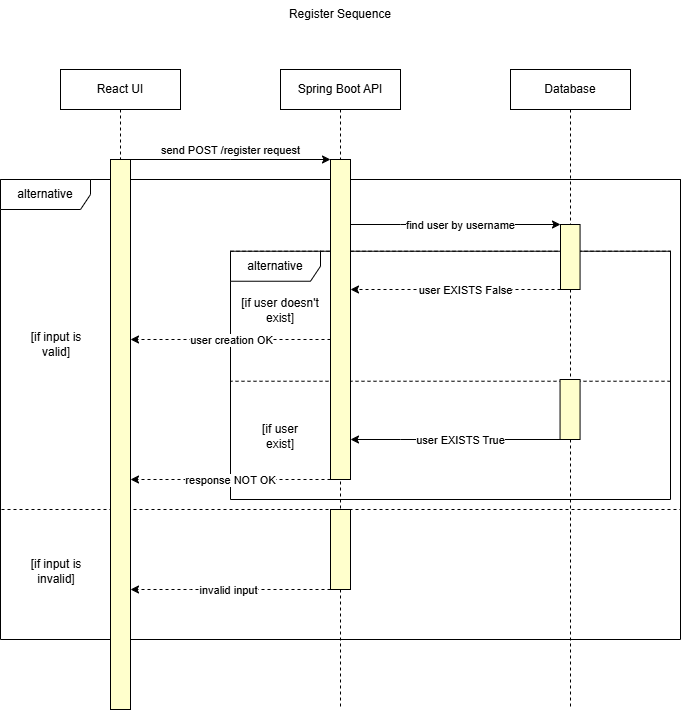 Register Sequence
React UI
Spring Boot API
Database
send POST /register request
alternative
find user by username
alternative
user EXISTS False
[if user doesn't
exist]
user creation OK
[if input is
valid]
[if user
exist]
user EXISTS True
response NOT OK
[if input is
invalid]
invalid input